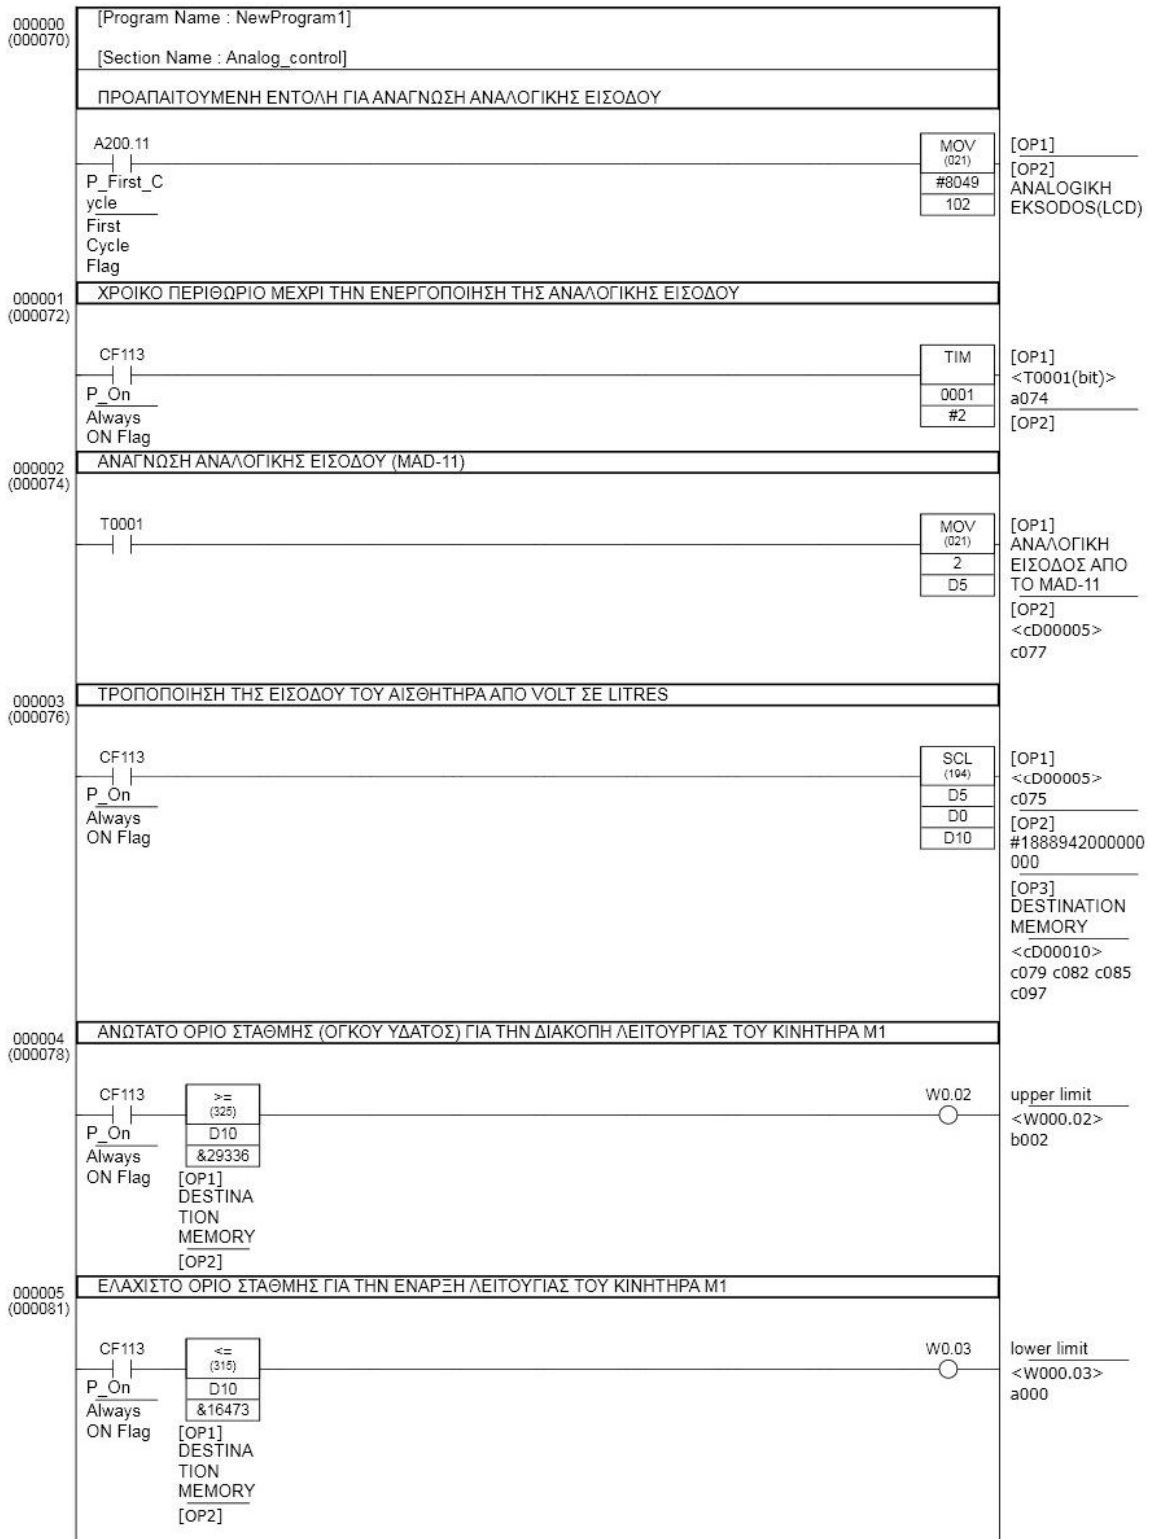 000000
(000070)
[Program Name : NewProgram1]
[Section Name : Analog_control]
ΠΡΟΑΠΑΙΤΟΥΜΕΝΗ ΕΝΤΟΛΗ ΓΙΑ ΑΝΑΓΝΩΣΗ ΑΝΑΛΟΓΙΚΗΣ ΕΙΣΟΔΟΥ
A200.11
P_First_C
ycle
First
Cycle
Flag
MOV
(021)
#8049
102
[OP1]
[OP2]
ANALOGIKH
EKSODOS(LCD)
000001
(000072)
ΧΡΟΙΚΟ ΠΕΡΙΘΩΡΙΟ ΜΕΧΡΙ ΤΗΝ ΕΝΕΡΓΟΠΟΙΗΣΗ ΤΗΣ ΑΝΑΛΟΓΙΚΗΣ ΕΙΣΟΔΟΥ
CF113
P_On
Always
ON Flag
TIM
0001
#2
[OP1]
<T0001(bit)>
a074
[OP2]
000002
(000074)
ΑΝΑΓΝΩΣΗ ΑΝΑΛΟΓΙΚΗΣ ΕΙΣΟΔΟΥ (MAD-11)
T0001
MOV
(021)
2
D5
[OP1]
ΑΝΑΛΟΓΙΚΗ
ΕΙΣΟΔΟΣ ΑΠΟ
ΤΟ MAD-11
[OP2]
<cD00005>
c077
000003
(000076)
ΤΡΟΠΟΠΟΙΗΣΗ ΤΗΣ ΕΙΣΟΔΟΥ ΤΟΥ ΑΙΣΘΗΤΗΡΑ ΑΠΟ VOLT ΣΕ LITRES
CF113
P_On
Always
ON Flag
SCL
(194)
D5
D0
D10
[OP1]
<cD00005>
c075
[OP2]
#1888942000000
000
[OP3]
DESTINATION
MEMORY
<cD00010>
c079 c082 c085
c097
000004
(000078)
ΑΝΩΤΑΤΟ ΟΡΙΟ ΣΤΑΘΜΗΣ (ΟΓΚΟΥ ΥΔΑΤΟΣ) ΓΙΑ ΤΗΝ ΔΙΑΚΟΠΗ ΛΕΙΤΟΥΡΓΙΑΣ ΤΟΥ ΚΙΝΗΤΗΡΑ Μ1
CF113
P_On
Always
ON Flag
>=
(325)
D10
&29336
[OP1]
DESTINA
TION
MEMORY
[OP2]
W0.02
upper limit
<W000.02>
b002
000005
(000081)
ΕΛΑΧΙΣΤΟ ΟΡΙΟ ΣΤΑΘΜΗΣ ΓΙΑ ΤΗΝ ΕΝΑΡΞΗ ΛΕΙΤΟΥΓΙΑΣ ΤΟΥ ΚΙΝΗΤΗΡΑ Μ1
CF113
P_On
Always
ON Flag
<=
(315)
D10
&16473
[OP1]
DESTINA
TION
MEMORY
[OP2]
W0.03
lower limit
<W000.03>
a000